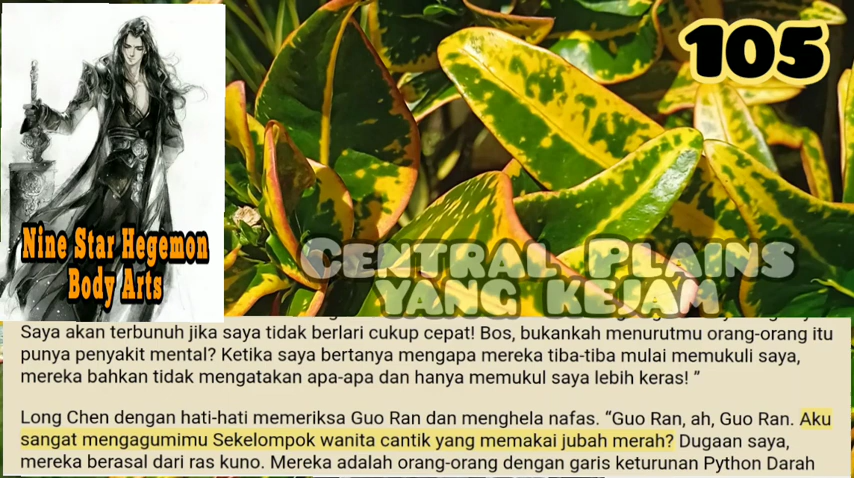 105
Nine Star Hegemon
Body Arts
Central Plains
yang kejam
Saya akan terbunuh jika saya tidak berlari cukup cepat! Bos, bukankah menurutmu orang-orang itu
punya penyakit mental? Ketika saya bertanya mengapa mereka tiba-tiba mulai memukuli saya,
mereka bahkan tidak mengatakan apa-apa dan hanya memukul saya lebih keras! ”
Long Chen dengan hati-hati memeriksa Guo Ran dan menghela nafas. “Guo Ran, ah, Guo Ran. Aku
sangat mengagumimu Sekelompok wanita cantik yang memakai jubah merah? Dugaan saya,
mereka berasal dari ras kuno. Mereka adalah orang-orang dengan garis keturunan Python Darah